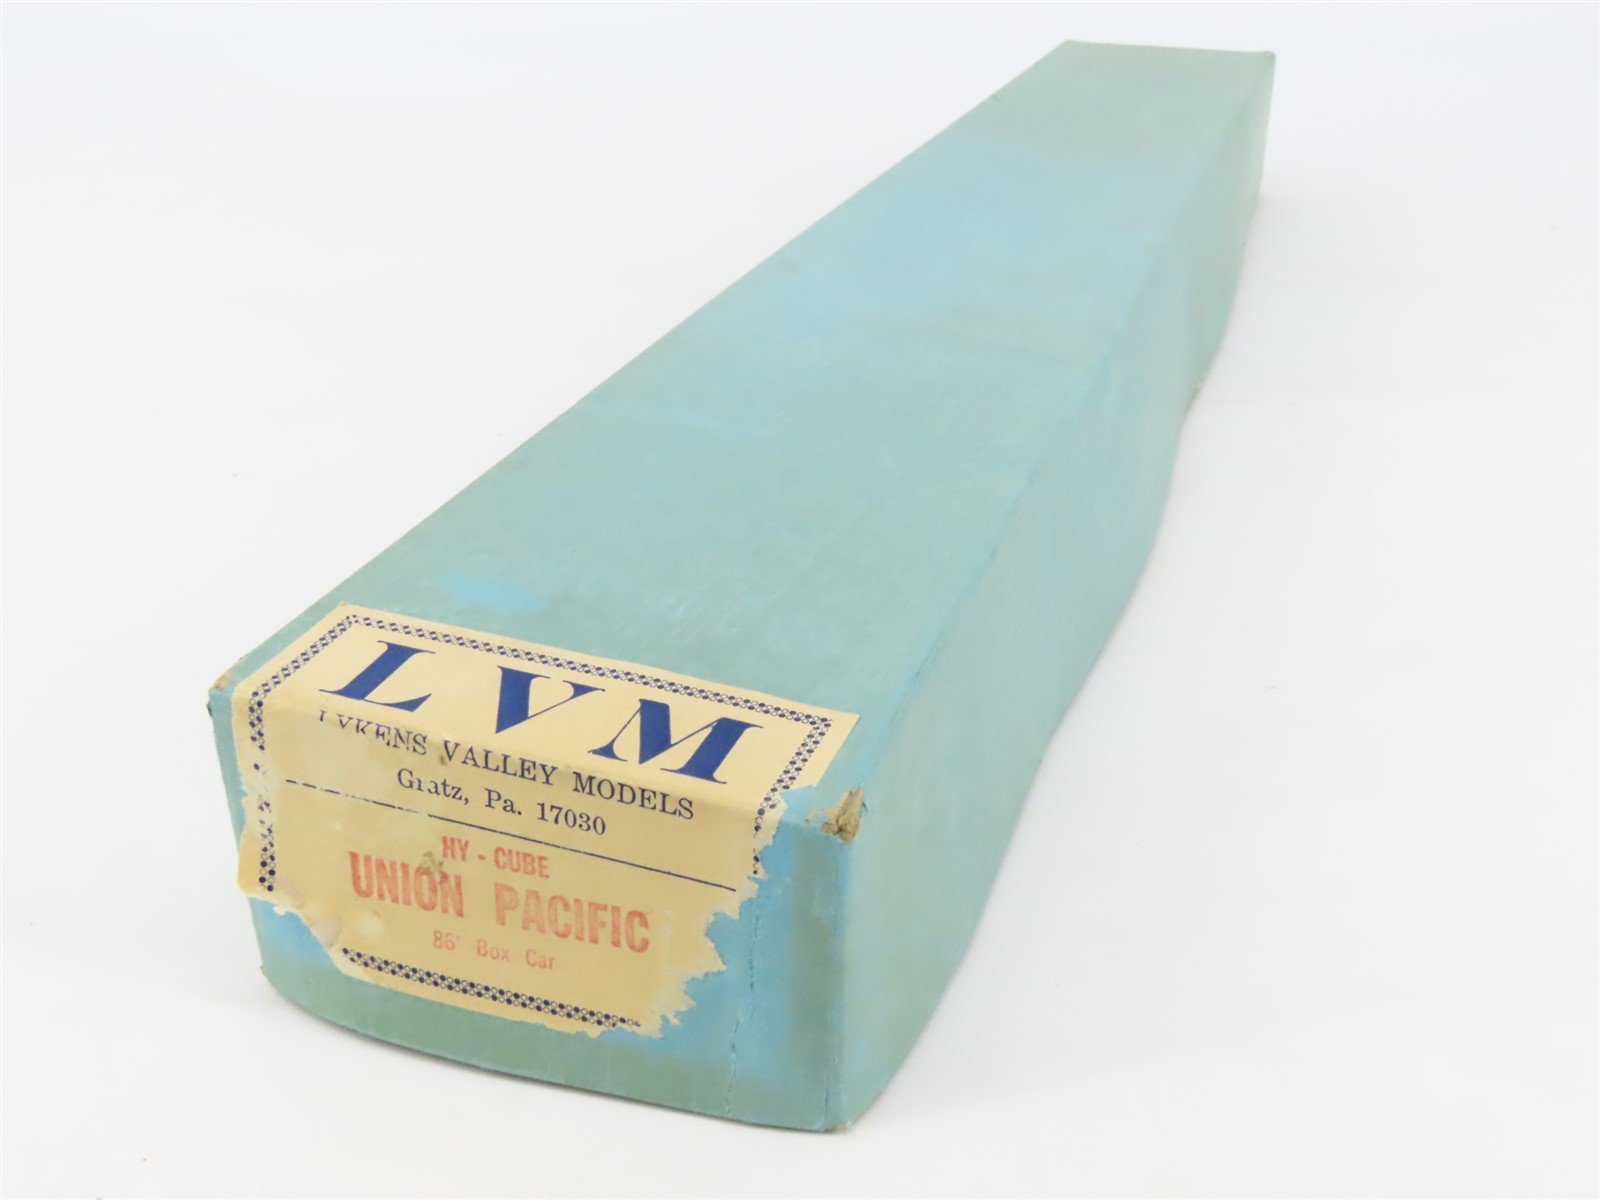 LVM
LYKENS VALLEY MODELS
Gratz, Pa. 17030
HY - CUBE
UNION PACIFIC
86' Box Car